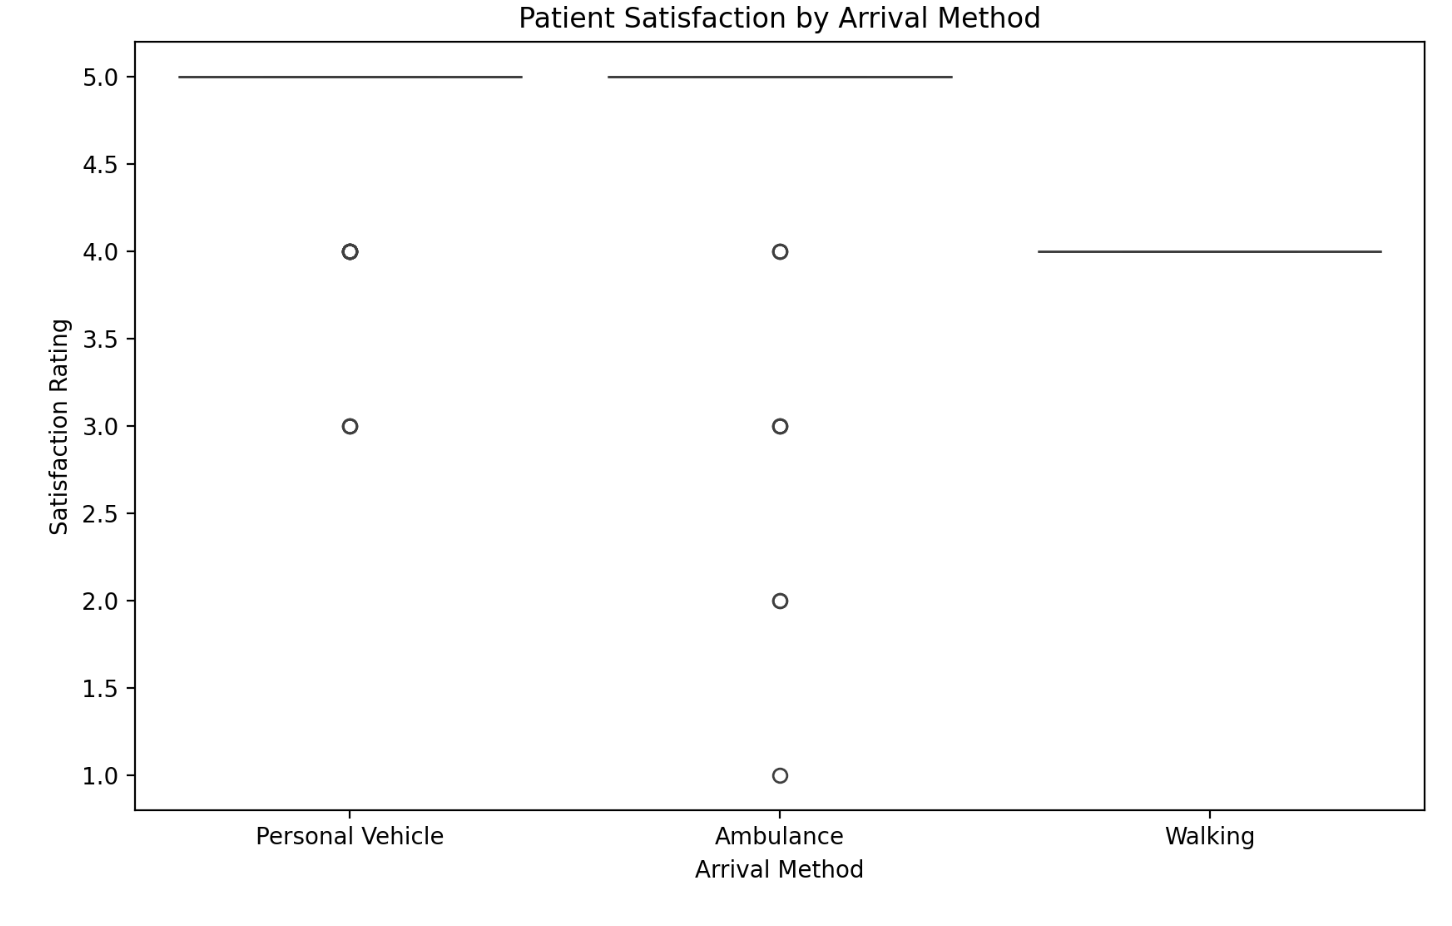 Patient Satisfaction by Arrival Method
5.0
4.5
4.0
3.5
3.0
2.5
2.0
1.5
1.0
Satisfaction Rating
Personal Vehicle
Ambulance
Walking
Arrival Method